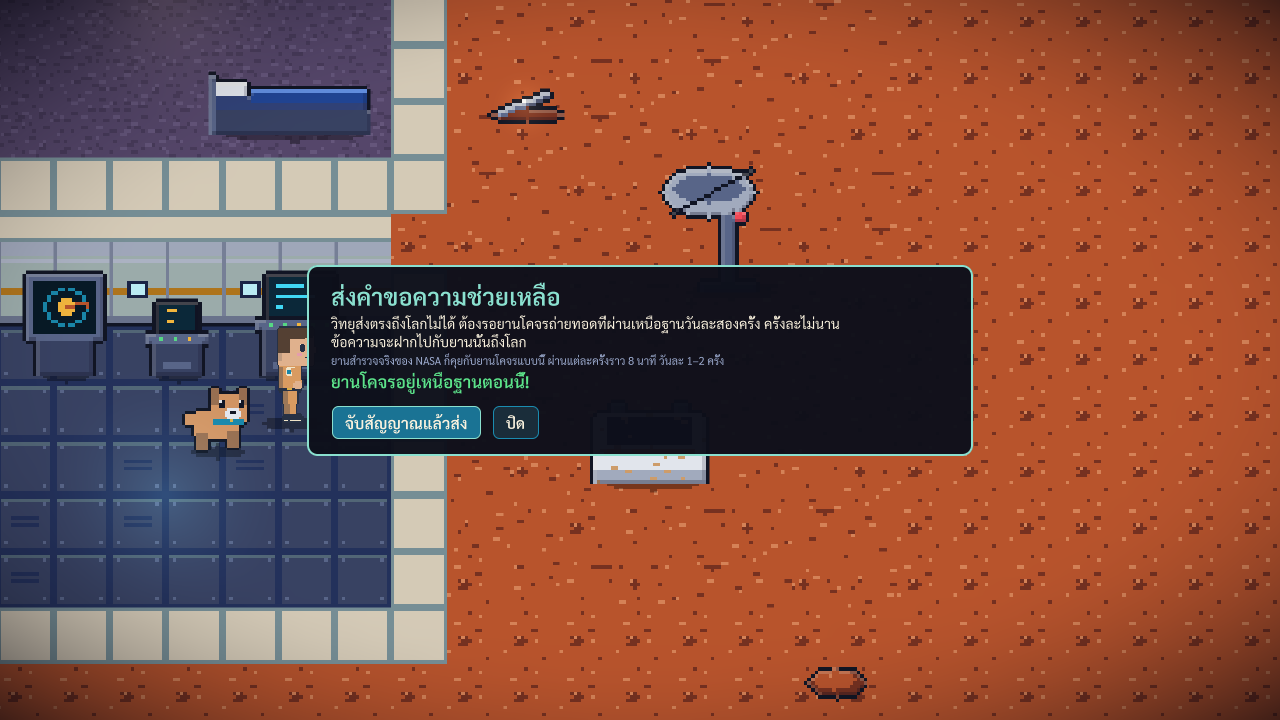 ส่งคำขอความช่วยเหลือ
วิทยุส่งตรงถึงโลกไม่ได้ ต้องรอยานโคจรถ่ายทอดที่ผ่านเหนือฐานวันละสองครั้ง ครั้งละไม่นาน
ข้อความจะฝากไปกับยานนั้นถึงโลก
ยานสำรวจจริงของ NASA ก็คุยกับยานโคจรแบบนี้ ผ่านแต่ละครั้งราว 8 นาที วันละ 1–2 ครั้ง
ยานโคจรอยู่เหนือฐานตอนนี้!
จับสัญญาณแล้วส่ง
ปิด